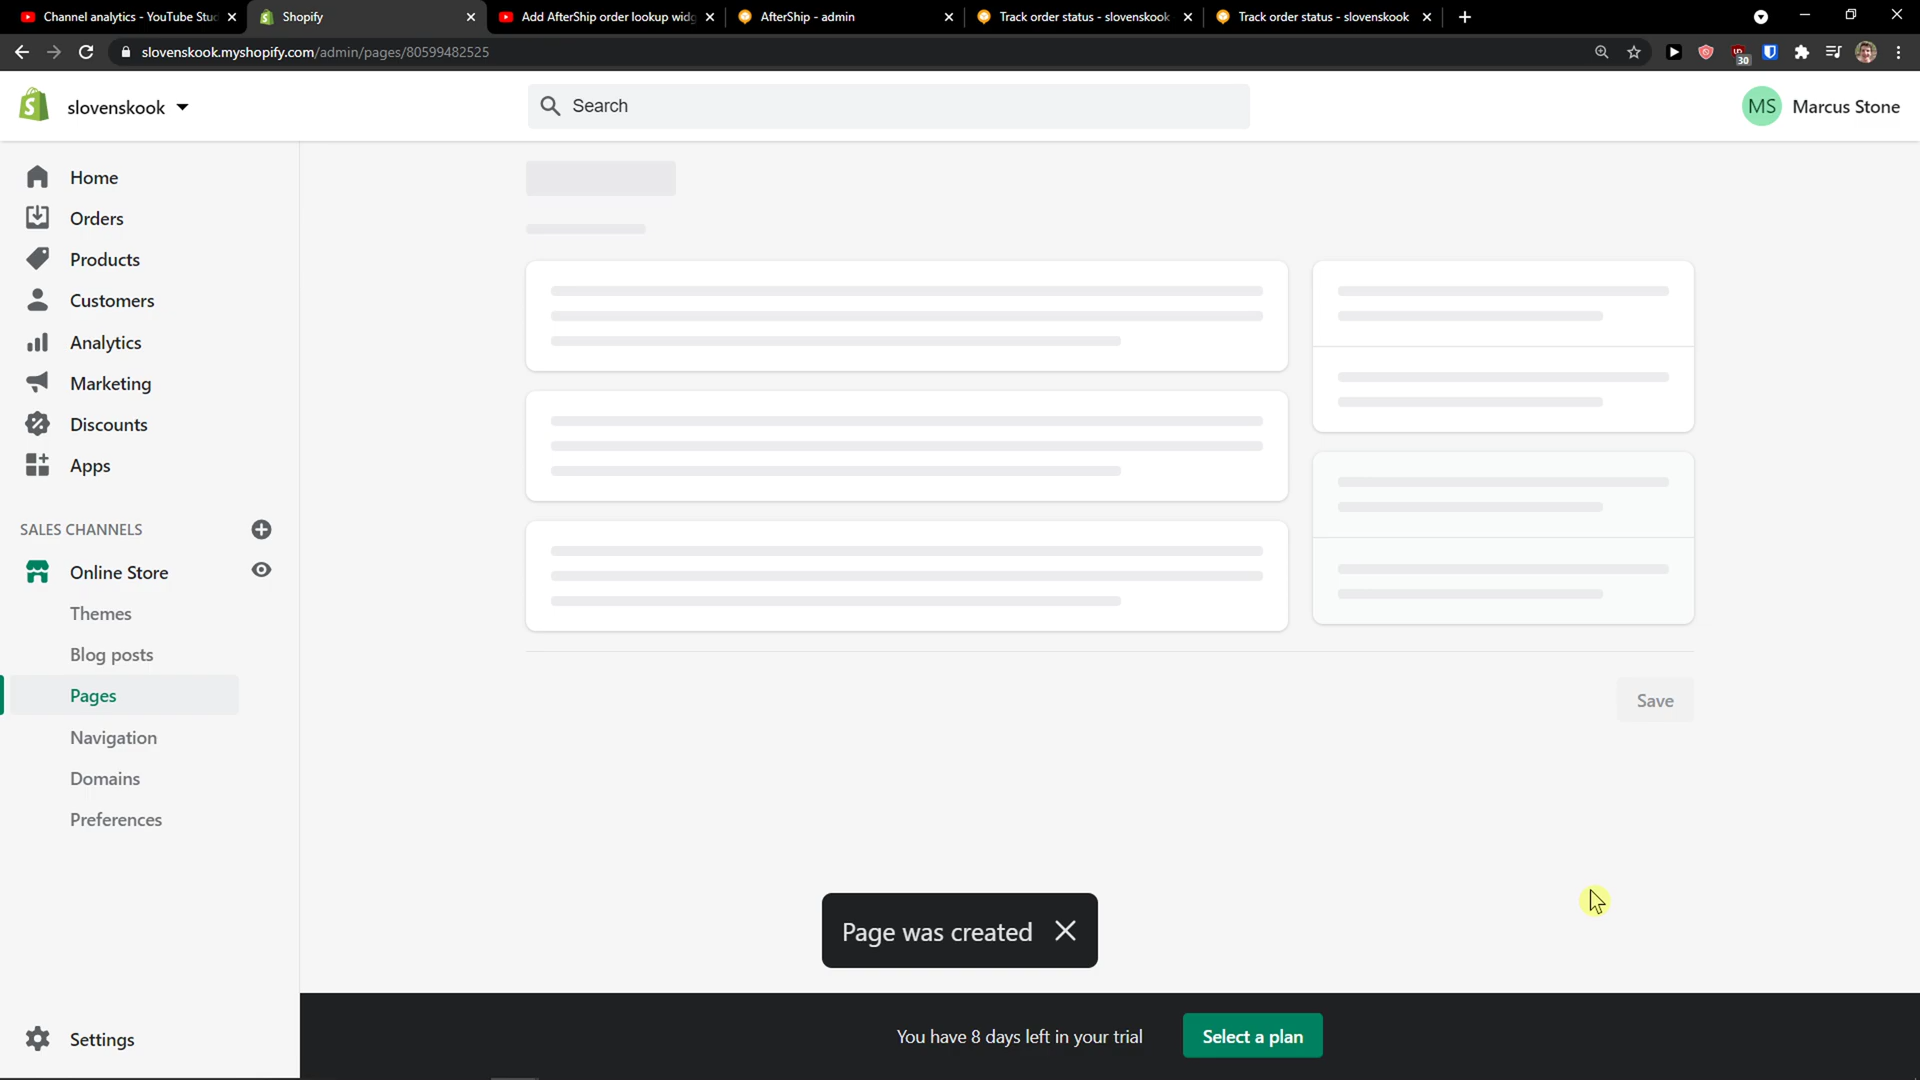 Channel analytics - YouTube Stu
Shopify
Add AfterShip order lookup widg
AfterShip - admin
Track order status - slovenskook
Track order status - slovenskook
slovenskook.myshopify.com/admin/pages/80599482525
30
slovenskook
Search
MS Marcus Stone
Home
Orders
Products
Customers
Analytics
Marketing
Discounts
Apps
SALES CHANNELS
Online Store
Themes
Blog posts
Pages
Navigation
Domains
Preferences
Settings
Save
Page was created
You have 8 days left in your trial
Select a plan